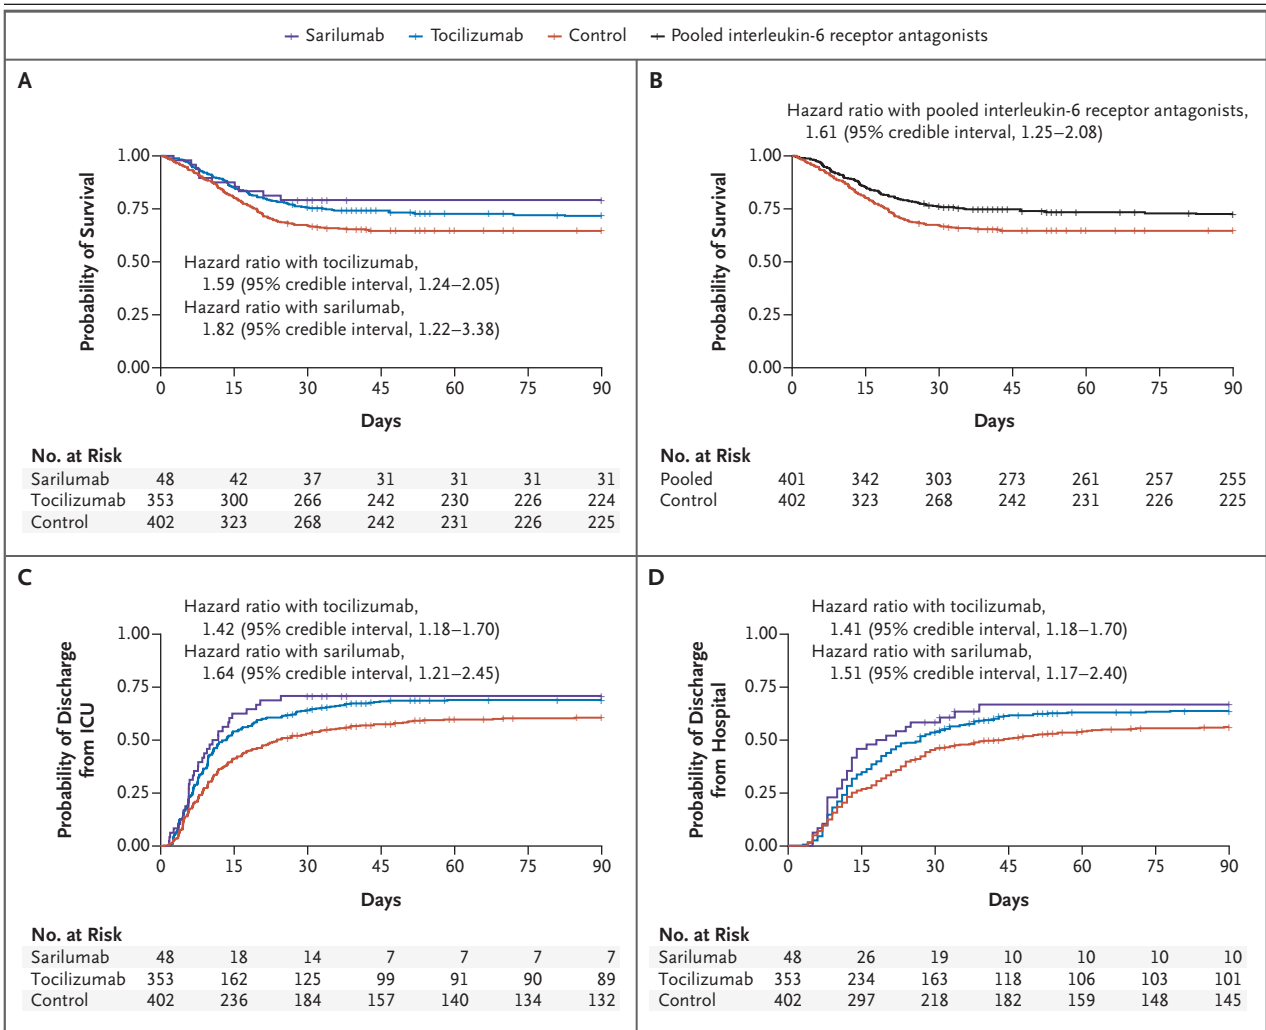 Sarilumab Tocilizumab Control Pooled interleukin-6 receptor antagonists
A
1.00
0.75
0.50
0.25
0.00
Probability of Survival
Hazard ratio with tocilizumab,
1.59 (95% credible interval, 1.24–2.05)
Hazard ratio with sarilumab,
1.82 (95% credible interval, 1.22–3.38)
0 15 30 45 60 75 90
Days
No. at Risk
Sarilumab 48 42 37 31 31 31 31
Tocilizumab 353 300 266 242 230 226 224
Control 402 323 268 242 231 226 225
B
Hazard ratio with pooled interleukin-6 receptor antagonists,
1.61 (95% credible interval, 1.25–2.08)
1.00
0.75
0.50
0.25
0.00
Probability of Survival
0 15 30 45 60 75 90
Days
No. at Risk
Pooled 401 342 303 273 261 257 255
Control 402 323 268 242 231 226 225
C
Hazard ratio with tocilizumab,
1.42 (95% credible interval, 1.18–1.70)
Hazard ratio with sarilumab,
1.64 (95% credible interval, 1.21–2.45)
1.00
0.75
0.50
0.25
0.00
Probability of Discharge
from ICU
0 15 30 45 60 75 90
Days
No. at Risk
Sarilumab 48 18 14 7 7 7 7
Tocilizumab 353 162 125 99 91 90 89
Control 402 236 184 157 140 134 132
D
Hazard ratio with tocilizumab,
1.41 (95% credible interval, 1.18–1.70)
Hazard ratio with sarilumab,
1.51 (95% credible interval, 1.17–2.40)
1.00
0.75
0.50
0.25
0.00
Probability of Discharge
from Hospital
0 15 30 45 60 75 90
Days
No. at Risk
Sarilumab 48 26 19 10 10 10 10
Tocilizumab 353 234 163 118 106 103 101
Control 402 297 218 182 159 148 145